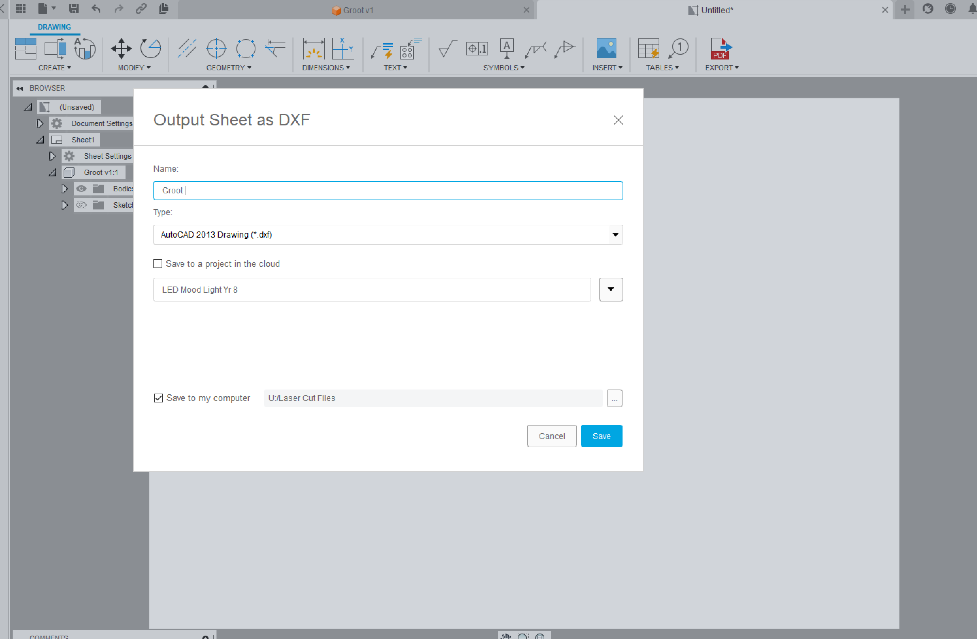 Groot v1
Untitled*
DRAWING
CREATE
MODIFY
GEOMETRY
DIMENSIONS
TEXT
SYMBOLS
INSERT
TABLES
EXPORT
BROWSER
(Unsaved)
Document Settings
Sheet1
Sheet Settings
Groot v1:1
Bodies
Sketch
Output Sheet as DXF
Name:
Groot
Type:
AutoCAD 2013 Drawing (*.dxf)
Save to a project in the cloud
LED Mood Light Yr 8
Save to my computer
U:/Laser Cut Files
...
Cancel
Save
PDF
COMMENTS